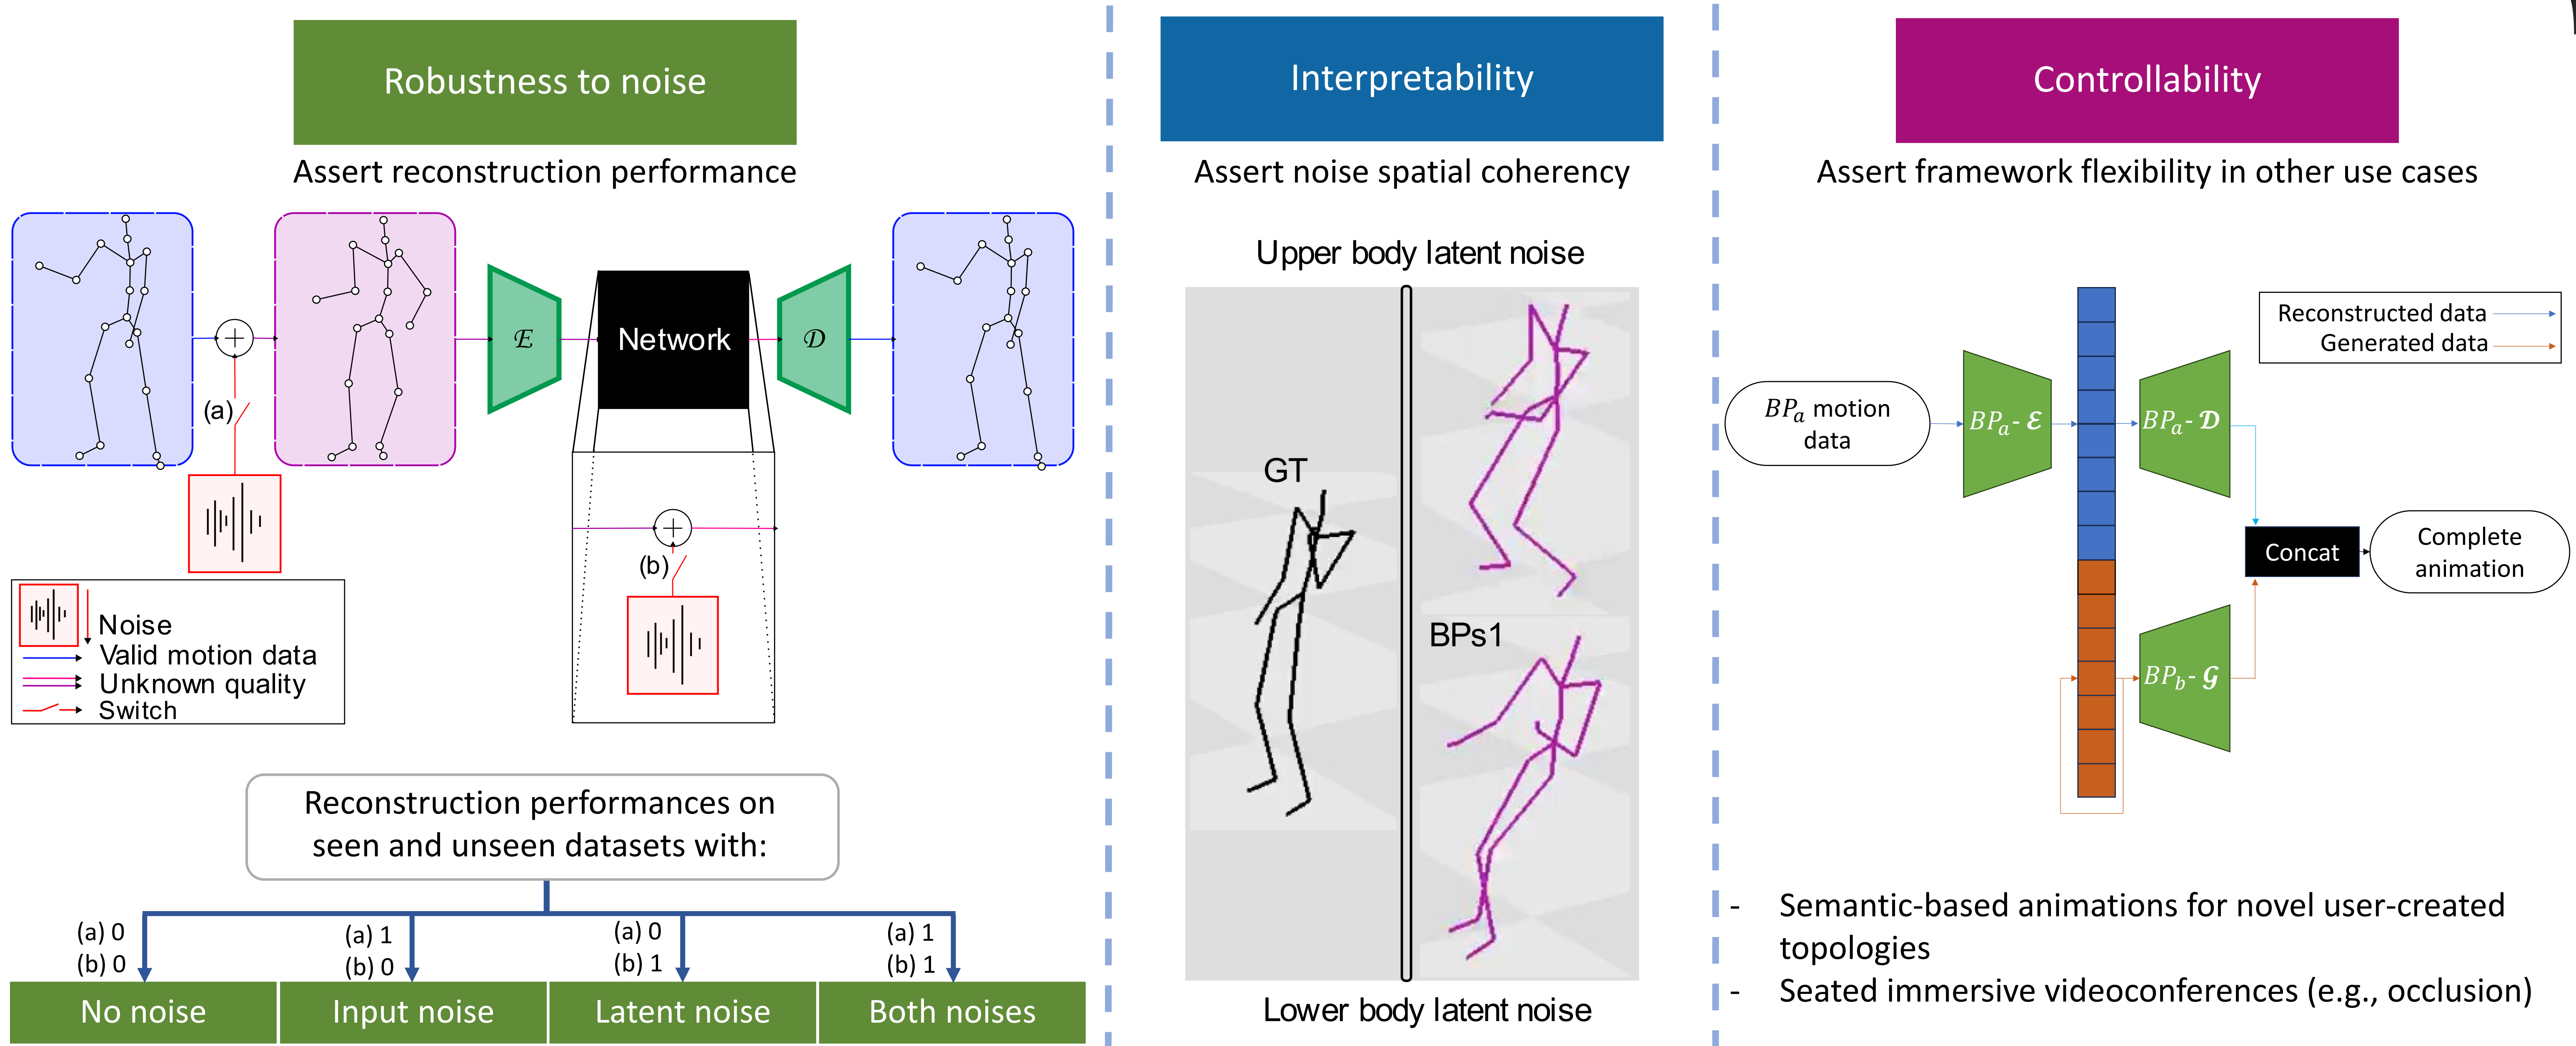 Robustness to noise
Assert reconstruction performance
(a)
ℰ
Network
𝒟
(b)
Noise
Valid motion data
Unknown quality
Switch
Reconstruction performances on
seen and unseen datasets with:
(a) 0
(b) 0
(a) 1
(b) 0
(a) 0
(b) 1
(a) 1
(b) 1
No noise
Input noise
Latent noise
Both noises
Interpretability
Assert noise spatial coherency
Upper body latent noise
GT
BPs1
Lower body latent noise
Controllability
Assert framework flexibility in other use cases
Reconstructed data
Generated data
BPₐ motion
data
BPₐ- ℰ
BPₐ- 𝒟
Concat
Complete
animation
BP_b- 𝒢
- Semantic-based animations for novel user-created
topologies
- Seated immersive videoconferences (e.g., occlusion)